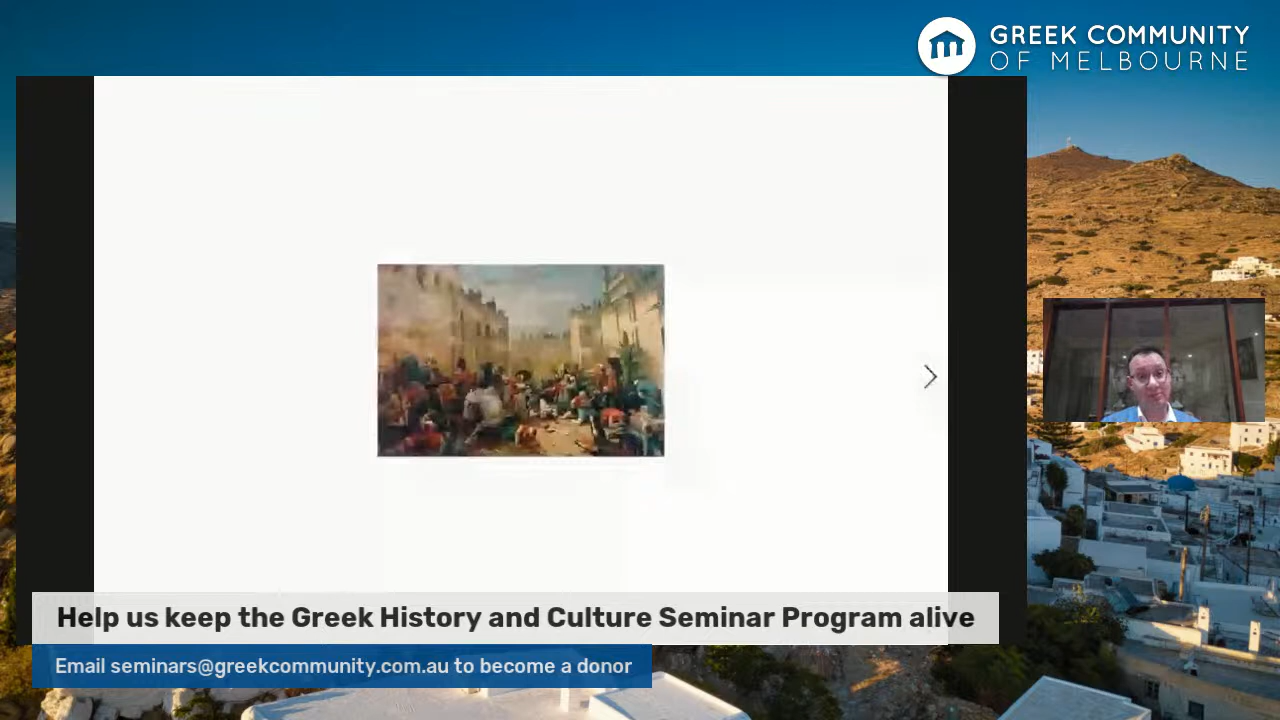 GREEK COMMUNITY
OF MELBOURNE
Help us keep the Greek History and Culture Seminar Program alive
Email seminars@greekcommunity.com.au to become a donor